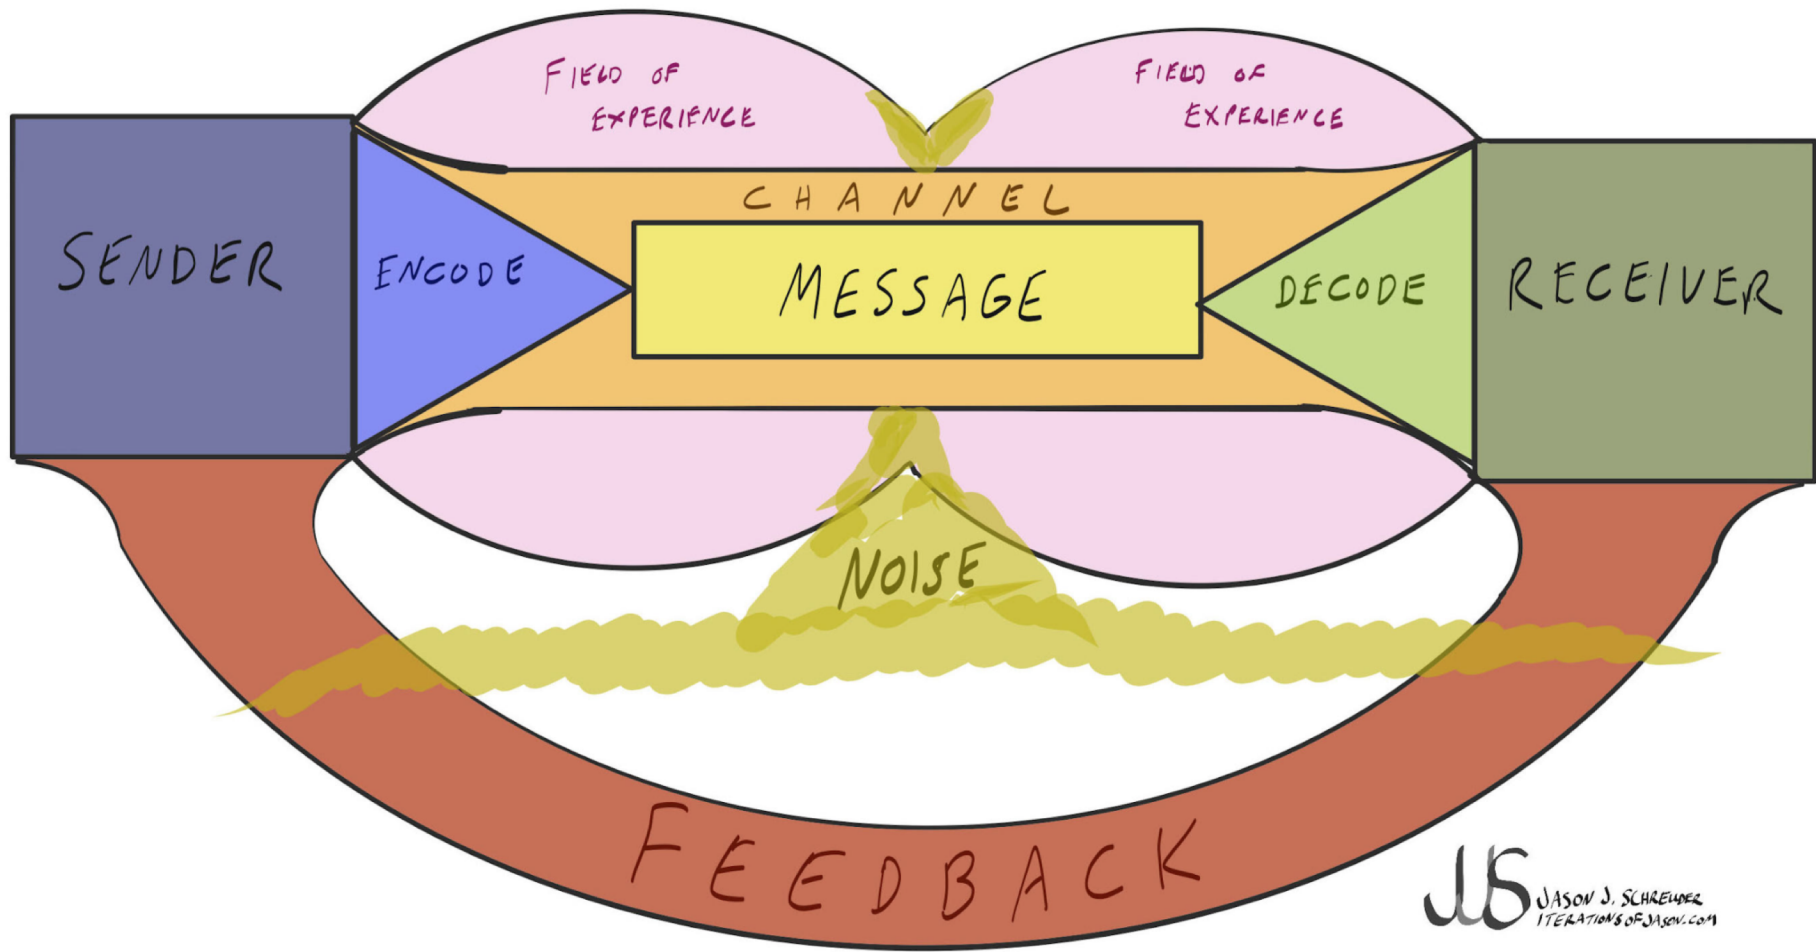 FIELD OF
EXPERIENCE
FIELD OF
EXPERIENCE
CHANNEL
SENDER
ENCODE
MESSAGE
DECODE
RECEIVER
NOISE
FEEDBACK
JJS
JASON J. SCHREUDER
ITERATIONSOFJASON.COM